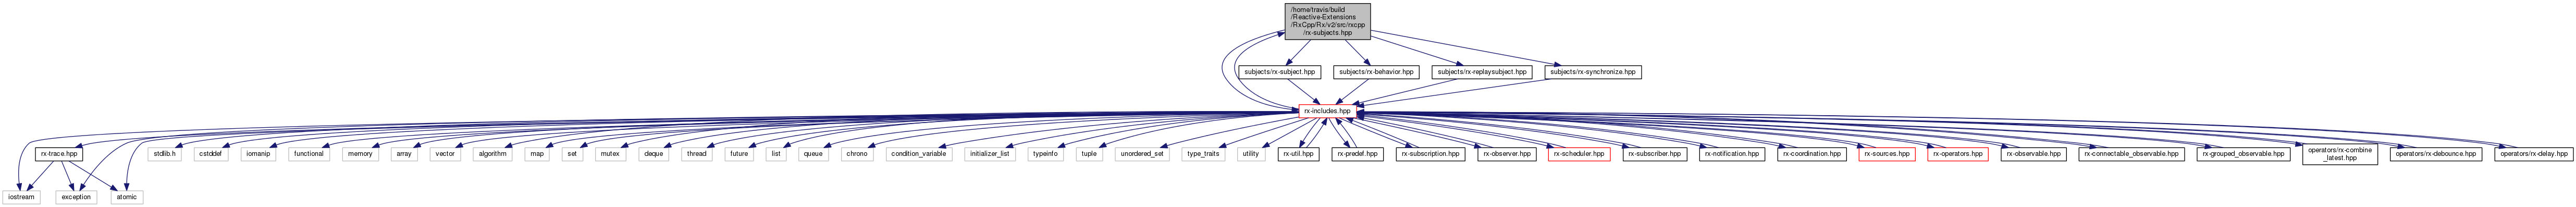 /home/travis/build
/Reactive-Extensions
/RxCpp/Rx/v2/src/rxcpp
/rx-subjects.hpp
subjects/rx-subject.hpp
subjects/rx-behavior.hpp
subjects/rx-replaysubject.hpp
subjects/rx-synchronize.hpp
rx-includes.hpp
rx-trace.hpp
stdlib.h
cstddef
iomanip
functional
memory
array
vector
algorithm
map
set
mutex
deque
thread
future
list
queue
chrono
condition_variable
initializer_list
typeinfo
tuple
unordered_set
type_traits
utility
rx-util.hpp
rx-predef.hpp
rx-subscription.hpp
rx-observer.hpp
rx-scheduler.hpp
rx-subscriber.hpp
rx-notification.hpp
rx-coordination.hpp
rx-sources.hpp
rx-operators.hpp
rx-observable.hpp
rx-connectable_observable.hpp
rx-grouped_observable.hpp
operators/rx-combine
_latest.hpp
operators/rx-debounce.hpp
operators/rx-delay.hpp
iostream
exception
atomic